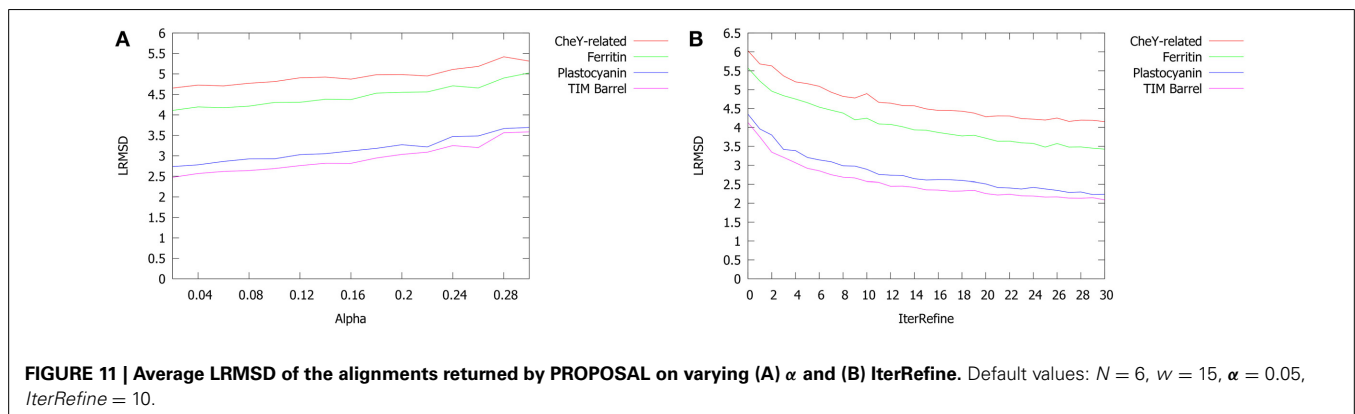 A
6
5.5
5
4.5
4
3.5
3
2.5
2
1.5
1
0.5
0
LRMSD
0.04 0.08 0.12 0.16 0.2 0.24 0.28
Alpha
CheY-related
Ferritin
Plastocyanin
TIM Barrel
B
6.5
6
5.5
5
4.5
4
3.5
3
2.5
2
1.5
1
0.5
0
LRMSD
0 2 4 6 8 10 12 14 16 18 20 22 24 26 28 30
IterRefine
CheY-related
Ferritin
Plastocyanin
TIM Barrel
FIGURE 11 | Average LRMSD of the alignments returned by PROPOSAL on varying (A) α and (B) IterRefine. Default values: N = 6, w = 15, α = 0.05,
IterRefine = 10.